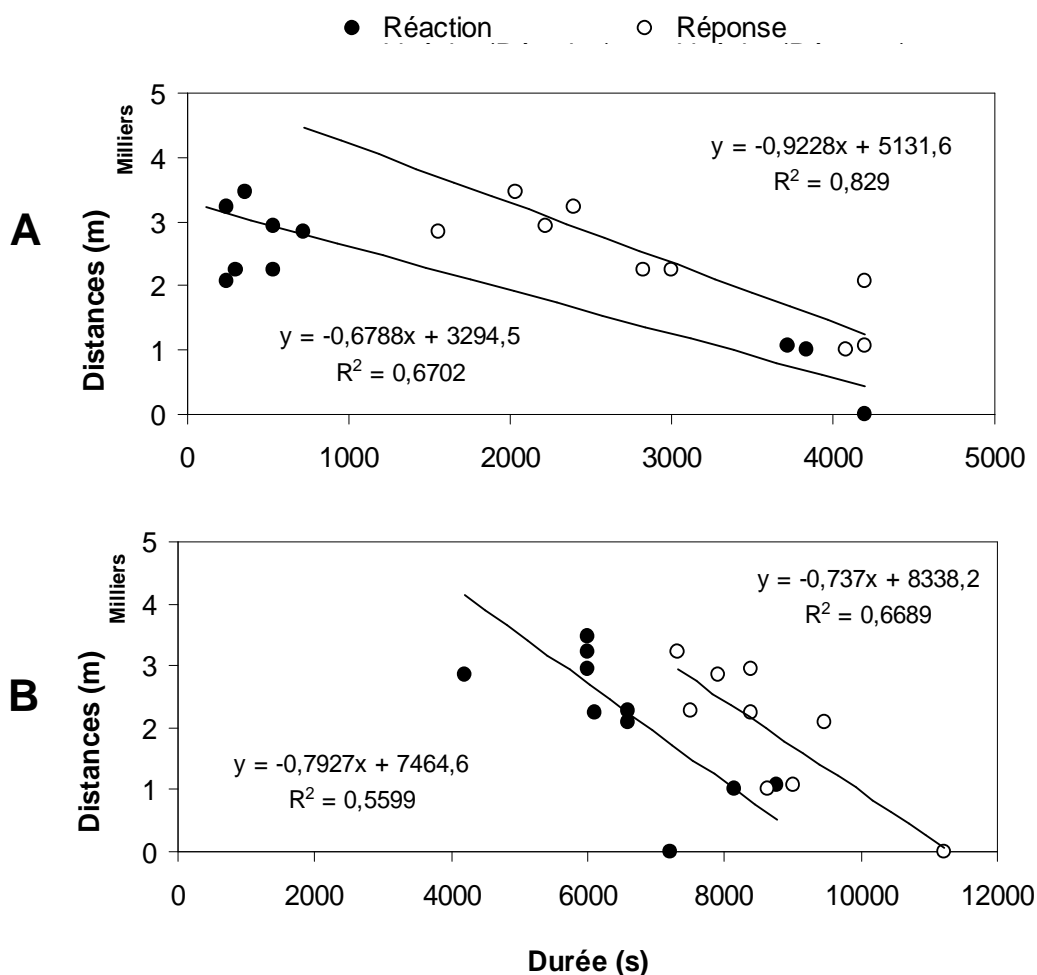 Réaction Réponse
A
Distances (m)
Milliers
5
4
3
2
1
0
y = -0,9228x + 5131,6
R² = 0,829
y = -0,6788x + 3294,5
R² = 0,6702
0 1000 2000 3000 4000 5000
B
Distances (m)
Milliers
5
4
3
2
1
0
y = -0,737x + 8338,2
R² = 0,6689
y = -0,7927x + 7464,6
R² = 0,5599
0 2000 4000 6000 8000 10000 12000
Durée (s)